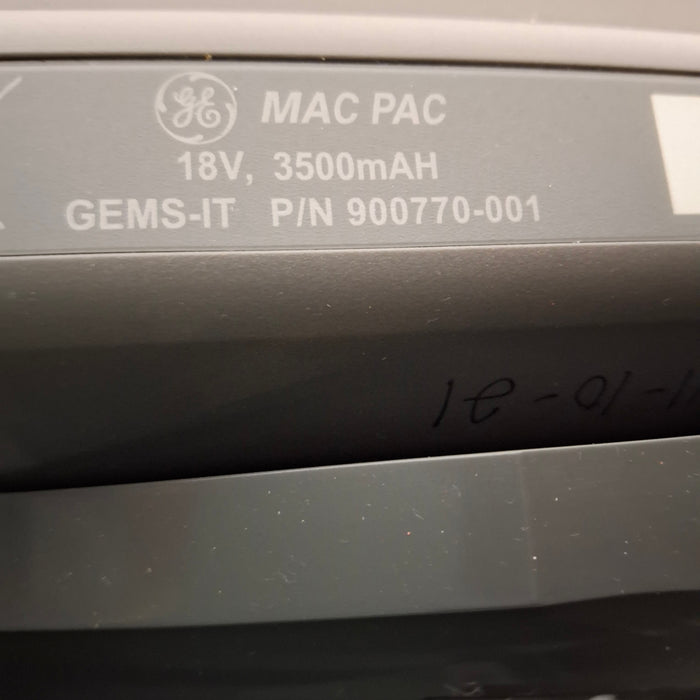 GE MAC PAC
18V, 3500mAH
GEMS-IT P/N 900770-001